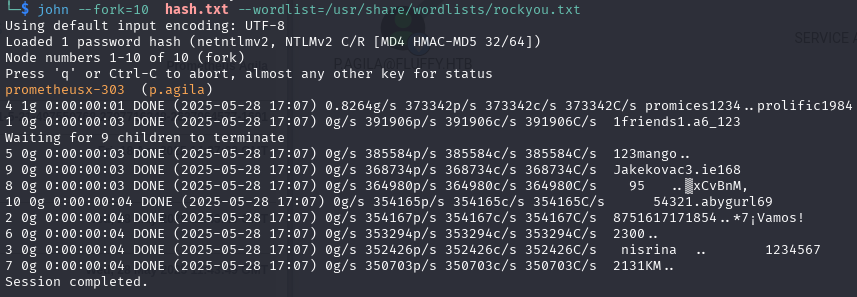 └─$ john --fork=10  hash.txt --wordlist=/usr/share/wordlists/rockyou.txt
Using default input encoding: UTF-8
Loaded 1 password hash (netntlmv2, NTLMv2 C/R [MD4 HMAC-MD5 32/64])
Node numbers 1-10 of 10 (fork)
Press 'q' or Ctrl-C to abort, almost any other key for status
prometheusx-303  (p.agila)
4 1g 0:00:00:01 DONE (2025-05-28 17:07) 0.8264g/s 373342p/s 373342c/s 373342C/s promices1234..prolific1984
1 0g 0:00:00:03 DONE (2025-05-28 17:07) 0g/s 391906p/s 391906c/s 391906C/s  1friends1.a6_123
Waiting for 9 children to terminate
5 0g 0:00:00:03 DONE (2025-05-28 17:07) 0g/s 385584p/s 385584c/s 385584C/s  123mango..
9 0g 0:00:00:03 DONE (2025-05-28 17:07) 0g/s 368734p/s 368734c/s 368734C/s  Jakekovac3.ie168
8 0g 0:00:00:03 DONE (2025-05-28 17:07) 0g/s 364980p/s 364980c/s 364980C/s    95   ..▒xCvBnM,
10 0g 0:00:00:04 DONE (2025-05-28 17:07) 0g/s 354165p/s 354165c/s 354165C/s       54321.abygurl69
2 0g 0:00:00:04 DONE (2025-05-28 17:07) 0g/s 354167p/s 354167c/s 354167C/s  8751617171854..*7¡Vamos!
6 0g 0:00:00:04 DONE (2025-05-28 17:07) 0g/s 353294p/s 353294c/s 353294C/s  2300..
3 0g 0:00:00:04 DONE (2025-05-28 17:07) 0g/s 352426p/s 352426c/s 352426C/s   nisrina  ..       1234567
7 0g 0:00:00:04 DONE (2025-05-28 17:07) 0g/s 350703p/s 350703c/s 350703C/s  2131KM..
Session completed.
P.AGILA@FLUFFY.HTB
SERVICE A